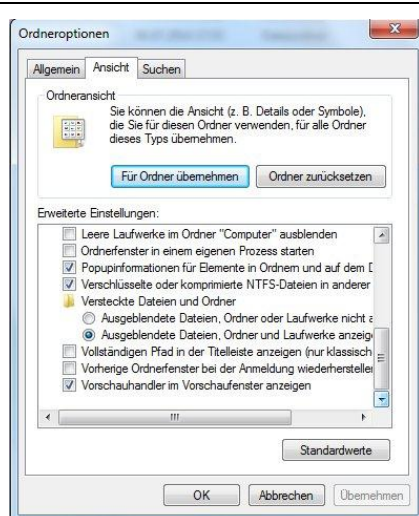 Ordneroptionen
Allgemein Ansicht Suchen
Ordneransicht
Sie können die Ansicht (z. B. Details oder Symbole),
die Sie für diesen Ordner verwenden, für alle Ordner
dieses Typs übernehmen.
Für Ordner übernehmen Ordner zurücksetzen
Erweiterte Einstellungen:
Leere Laufwerke im Ordner "Computer" ausblenden
Ordnerfenster in einem eigenen Prozess starten
Popupinformationen für Elemente in Ordnern und auf dem D
Verschlüsselte oder komprimierte NTFS-Dateien in anderer
Versteckte Dateien und Ordner
Ausgeblendete Dateien, Ordner oder Laufwerke nicht a
Ausgeblendete Dateien, Ordner und Laufwerke anzeig
Vollständigen Pfad in der Titelleiste anzeigen (nur klassisch
Vorherige Ordnerfenster bei der Anmeldung wiederherstellen
Vorschauhandler im Vorschaufenster anzeigen
Standardwerte
OK Abbrechen Übernehmen